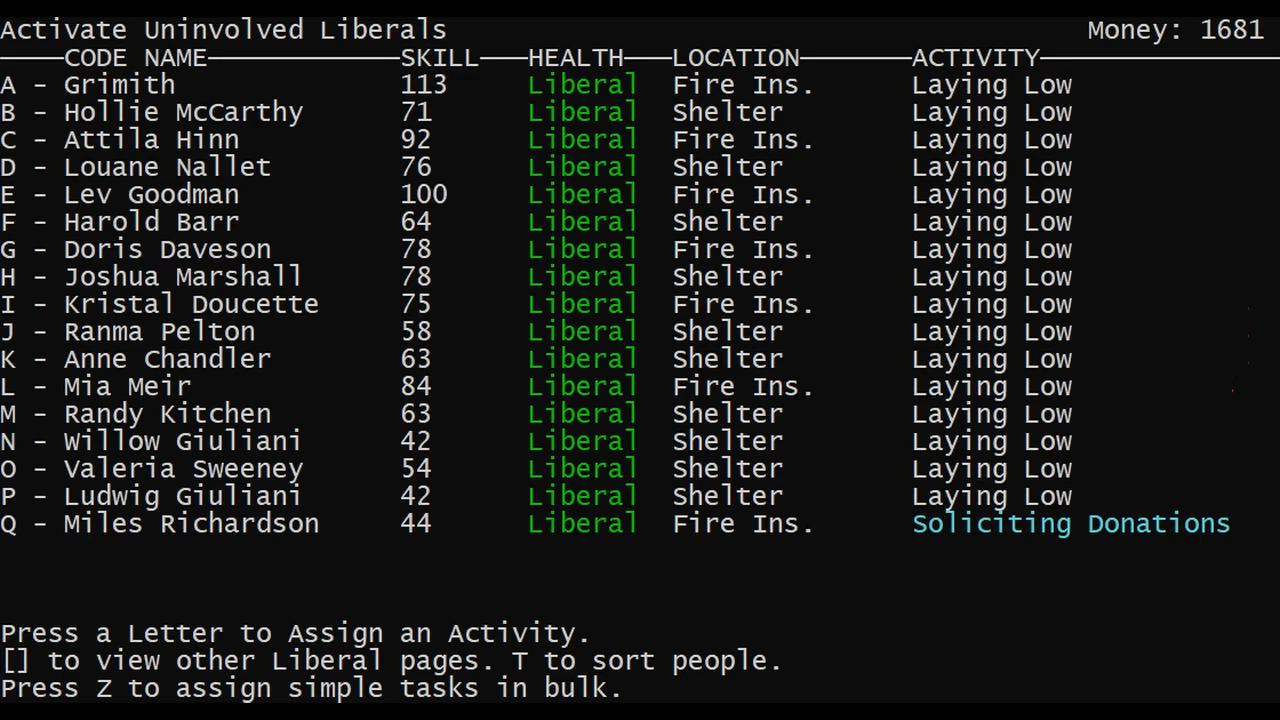 Activate Uninvolved Liberals Money: 1681
————CODE NAME————————————SKILL———HEALTH———LOCATION———————ACTIVITY———————————————
A - Grimith 113 Liberal Fire Ins. Laying Low
B - Hollie McCarthy 71 Liberal Shelter Laying Low
C - Attila Hinn 92 Liberal Fire Ins. Laying Low
D - Louane Nallet 76 Liberal Shelter Laying Low
E - Lev Goodman 100 Liberal Fire Ins. Laying Low
F - Harold Barr 64 Liberal Shelter Laying Low
G - Doris Daveson 78 Liberal Fire Ins. Laying Low
H - Joshua Marshall 78 Liberal Shelter Laying Low
I - Kristal Doucette 75 Liberal Fire Ins. Laying Low
J - Ranma Pelton 58 Liberal Shelter Laying Low
K - Anne Chandler 63 Liberal Shelter Laying Low
L - Mia Meir 84 Liberal Fire Ins. Laying Low
M - Randy Kitchen 63 Liberal Shelter Laying Low
N - Willow Giuliani 42 Liberal Shelter Laying Low
O - Valeria Sweeney 54 Liberal Shelter Laying Low
P - Ludwig Giuliani 42 Liberal Shelter Laying Low
Q - Miles Richardson 44 Liberal Fire Ins. Soliciting Donations
Press a Letter to Assign an Activity.
[] to view other Liberal pages. T to sort people.
Press Z to assign simple tasks in bulk.